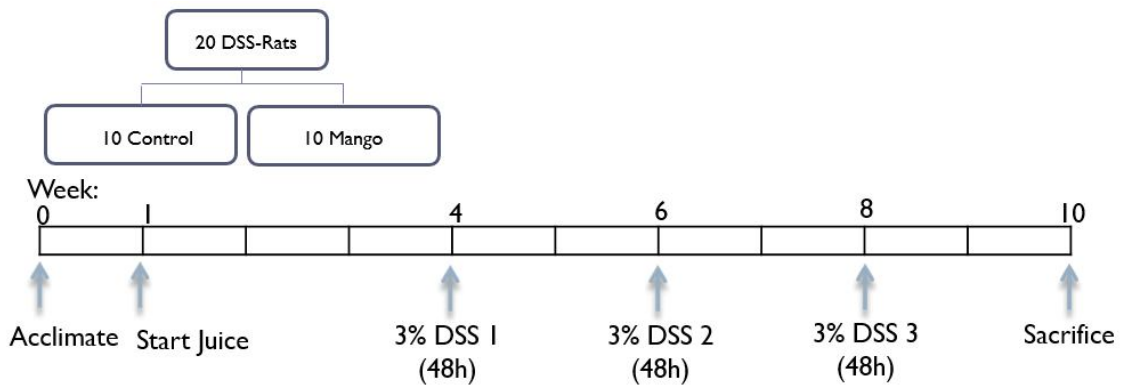 20 DSS-Rats
10 Control
10 Mango
Week:
0 1 4 6 8 10
Acclimate
Start Juice
3% DSS 1
(48h)
3% DSS 2
(48h)
3% DSS 3
(48h)
Sacrifice